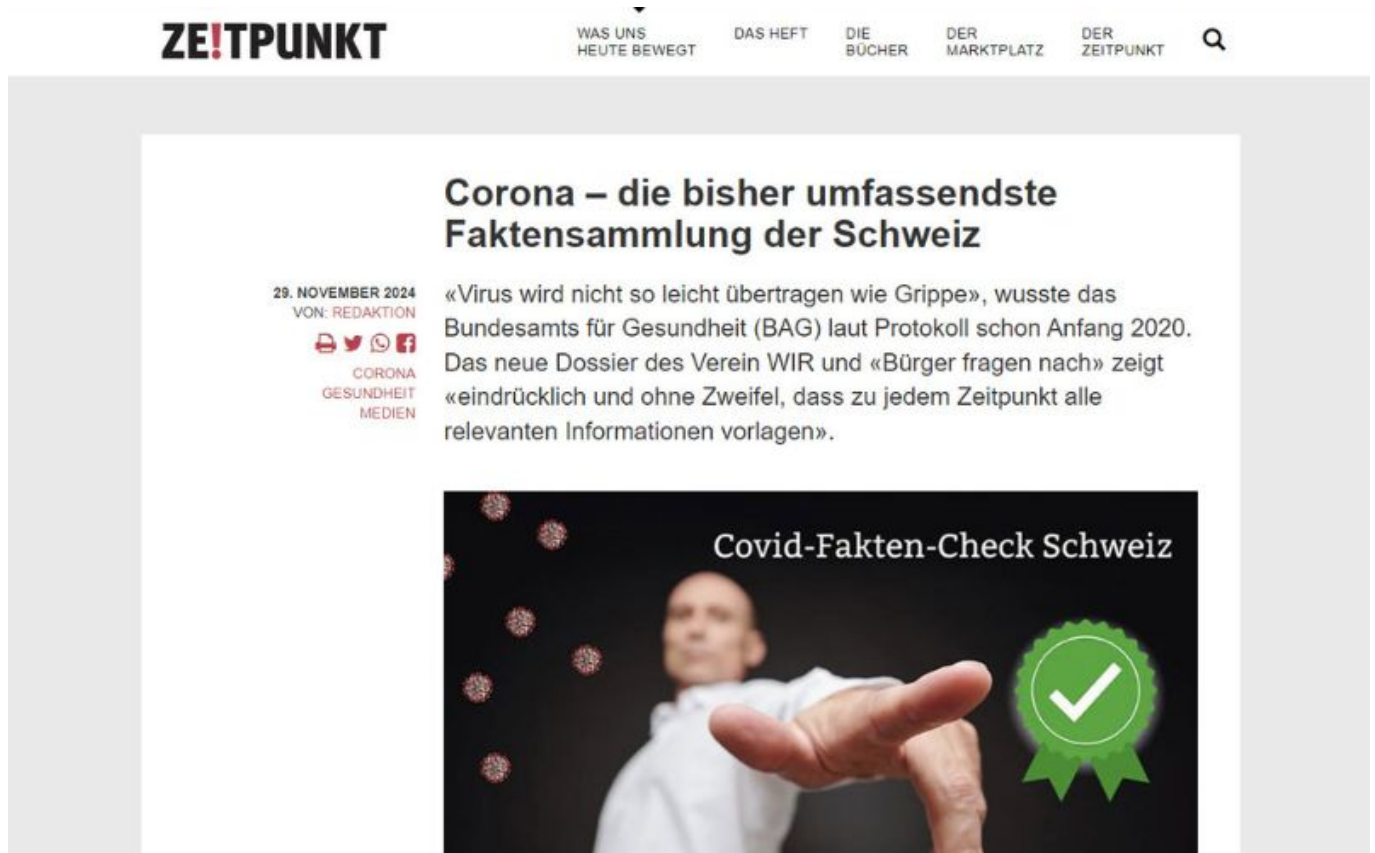 ZE!TPUNKT
WAS UNS
HEUTE BEWEGT
DAS HEFT
DIE
BÜCHER
DER
MARKTPLATZ
DER
ZEITPUNKT
Corona – die bisher umfassendste
Faktensammlung der Schweiz
29. NOVEMBER 2024
VON: REDAKTION
CORONA
GESUNDHEIT
MEDIEN
«Virus wird nicht so leicht übertragen wie Grippe», wusste das
Bundesamts für Gesundheit (BAG) laut Protokoll schon Anfang 2020.
Das neue Dossier des Verein WIR und «Bürger fragen nach» zeigt
«eindrücklich und ohne Zweifel, dass zu jedem Zeitpunkt alle
relevanten Informationen vorlagen».
Covid-Fakten-Check Schweiz